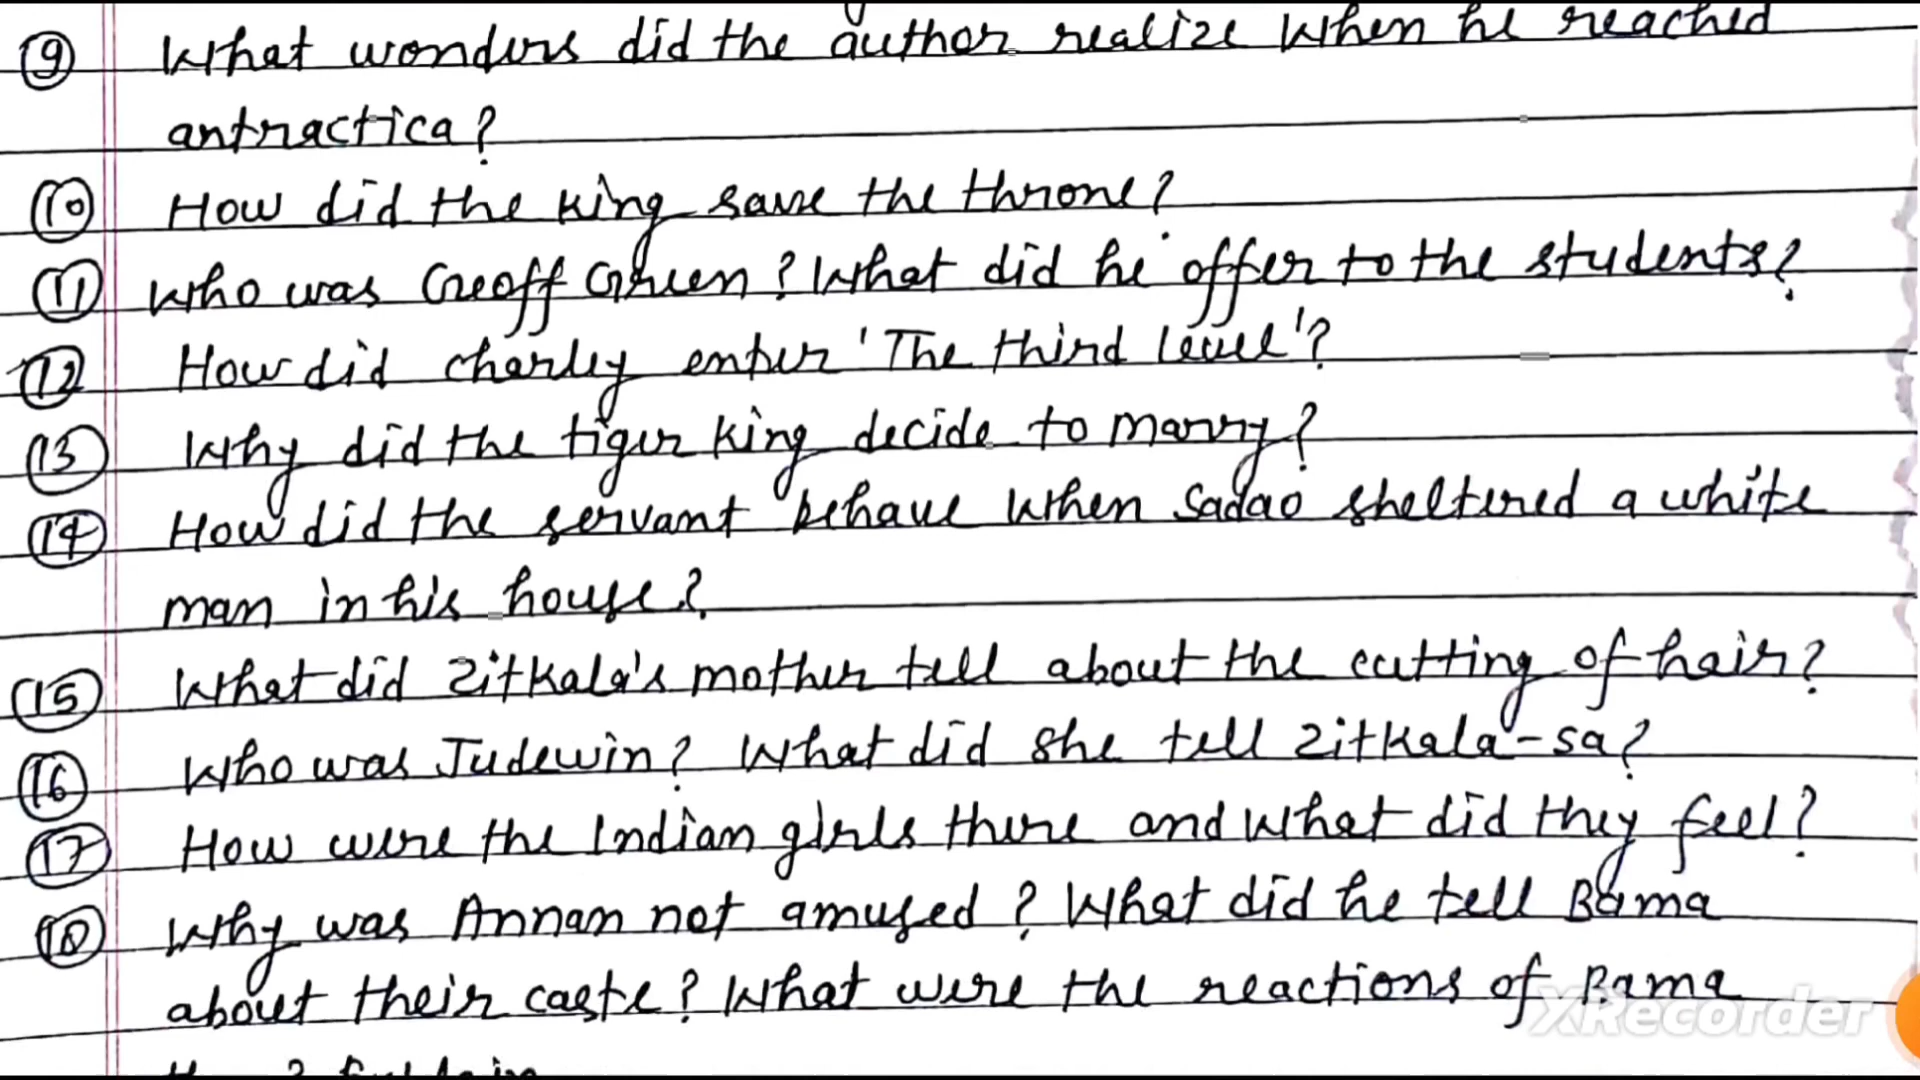 ⑨ What wonders did the author realize when he reached
antractica?
⑩ How did the king save the throne?
⑪ Who was Geoff Green? What did he offer to the students?
⑫ How did charley enter 'The third level'?
⑬ Why did the tiger king decide to marry?
⑭ How did the servant behave when Sadao sheltered a white
man in his house?
⑮ What did Zitkala's mother tell about the cutting of hair?
⑯ Who was Judewin? What did she tell Zitkala-sa?
⑰ How were the Indian girls there and what did they feel?
⑱ Why was Annan not amused? What did he tell Bama
about their caste? What were the reactions of Bama
XRecorder